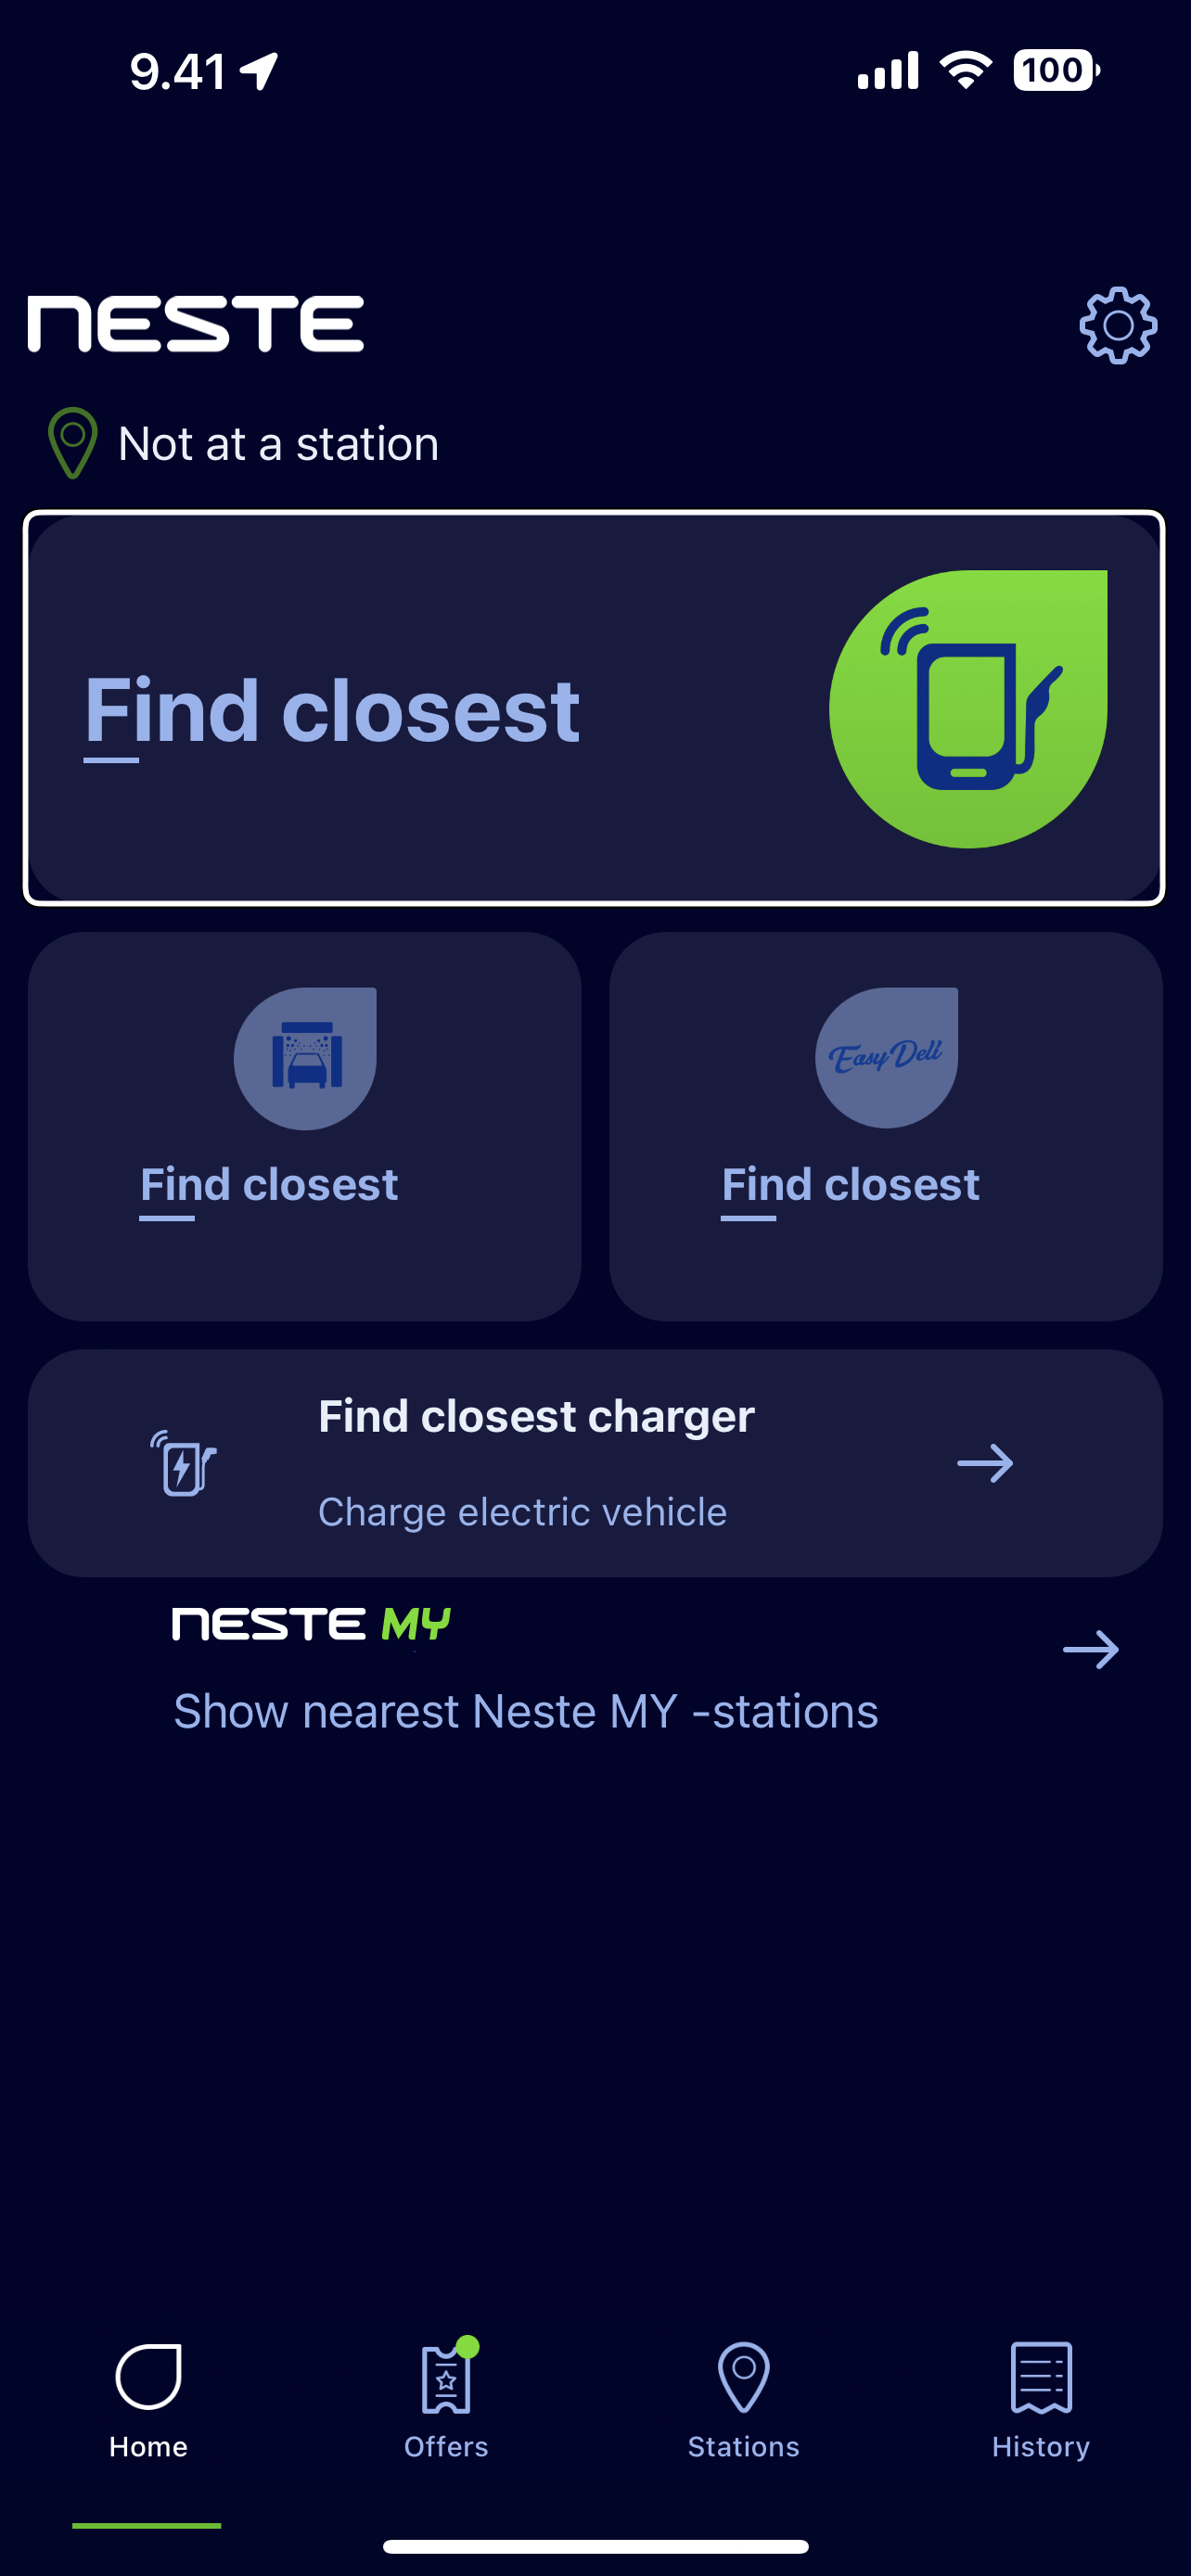 9.41
100
NESTE
Not at a station
Find closest
Easy Deli
Find closest
Find closest
Find closest charger
Charge electric vehicle
NESTE MY
Show nearest Neste MY -stations
Home
Offers
Stations
History